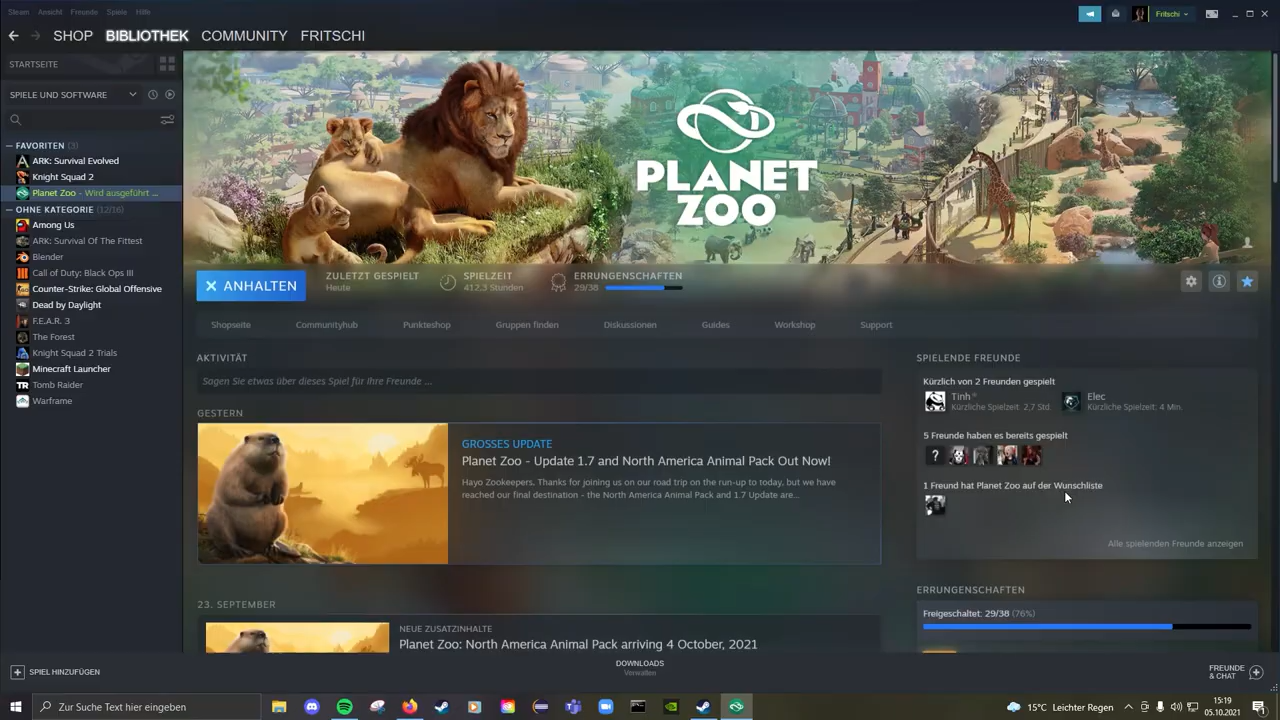 Steam Ansicht Freunde Spiele Hilfe
Fritschi
SHOP BIBLIOTHEK COMMUNITY FRITSCHI
STARTSEITE
SPIELE UND SOFTWARE
FAVORITEN (3)
ARK: Survival Evolved
Knight Squad 2
Planet Zoo - Wird ausgeführt ...
OHNE KATEGORIE (12/16)
Among Us
ARK: Survival Of The Fittest
Blender
Call of Duty: Black Ops III
Counter-Strike: Global Offensive
Dead by Daylight
F.E.A.R. 3
The Forest
Knight Squad 2 Trials
Minecraft Launcher
Tomb Raider
Warframe
PLANET
ZOO
ANHALTEN
ZULETZT GESPIELT
Heute
SPIELZEIT
412,3 Stunden
ERRUNGENSCHAFTEN
29/38
Shopseite Communityhub Punkteshop Gruppen finden Diskussionen Guides Workshop Support
AKTIVITÄT
Sagen Sie etwas über dieses Spiel für Ihre Freunde ...
GESTERN
GROSSES UPDATE
Planet Zoo - Update 1.7 and North America Animal Pack Out Now!
Hayo Zookeepers. Thanks for joining us on our road trip on the run-up to today, but we
have reached our final destination - the North America Animal Pack and 1.7 Update are...
23. SEPTEMBER
NEUE ZUSATZINHALTE
Planet Zoo: North America Animal Pack arriving 4 October, 2021
SPIELENDE FREUNDE
Kürzlich von 2 Freunden gespielt
Tinh* Elec
Kürzliche Spielzeit: 2,7 Std. Kürzliche Spielzeit: 4 Min.
5 Freunde haben es bereits gespielt
?
1 Freund hat Planet Zoo auf der Wunschliste
Alle spielenden Freunde anzeigen
ERRUNGENSCHAFTEN
Freigeschaltet: 29/38 (76%)
SPIEL HINZUFÜGEN
DOWNLOADS
Verwalten
FREUNDE
& CHAT
Zur Suche Text hier eingeben
15°C Leichter Regen
15:19
05.10.2021